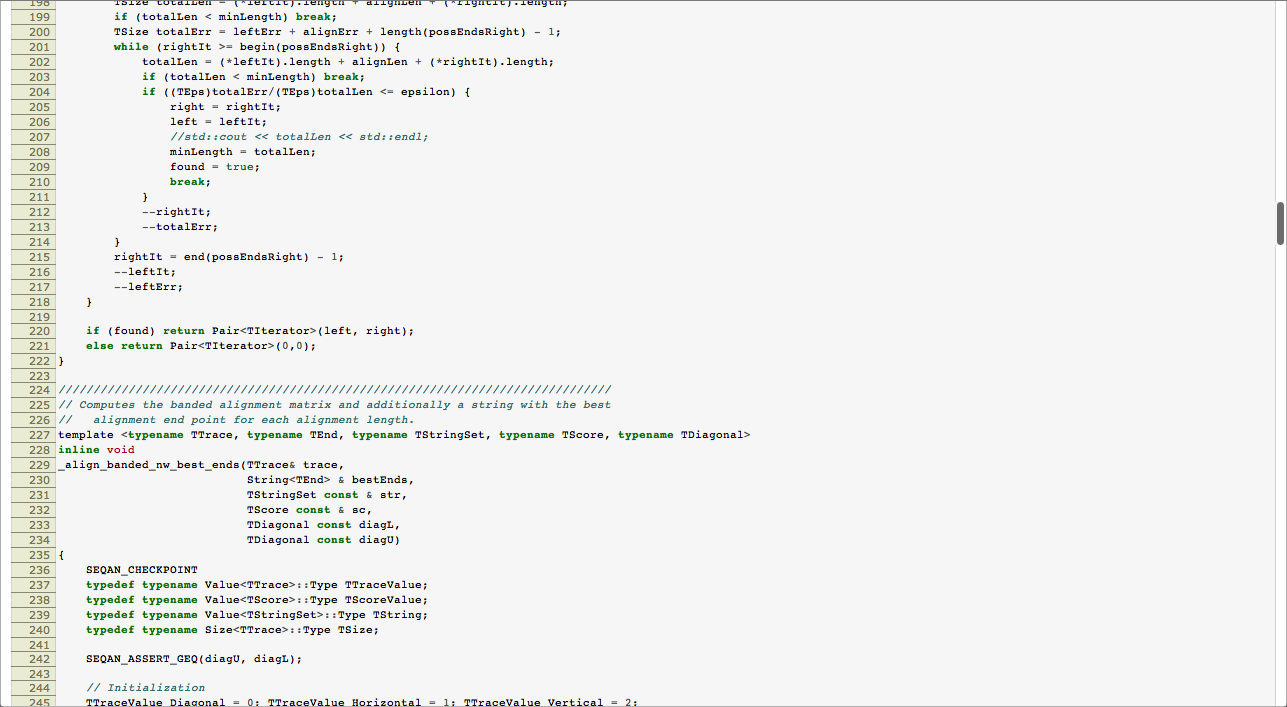 198 TSize totalLen = (*leftIt).length + alignLen + (*rightIt).length;
199 if (totalLen < minLength) break;
200 TSize totalErr = leftErr + alignErr + length(possEndsRight) - 1;
201 while (rightIt >= begin(possEndsRight)) {
202 totalLen = (*leftIt).length + alignLen + (*rightIt).length;
203 if (totalLen < minLength) break;
204 if ((TEps)totalErr/(TEps)totalLen <= epsilon) {
205 right = rightIt;
206 left = leftIt;
207 //std::cout << totalLen << std::endl;
208 minLength = totalLen;
209 found = true;
210 break;
211 }
212 --rightIt;
213 --totalErr;
214 }
215 rightIt = end(possEndsRight) - 1;
216 --leftIt;
217 --leftErr;
218 }
219
220 if (found) return Pair<TIterator>(left, right);
221 else return Pair<TIterator>(0,0);
222 }
223
224 ///////////////////////////////////////////////////////////////////////////////
225 // Computes the banded alignment matrix and additionally a string with the best
226 //   alignment end point for each alignment length.
227 template <typename TTrace, typename TEnd, typename TStringSet, typename TScore, typename TDiagonal>
228 inline void
229 _align_banded_nw_best_ends(TTrace& trace,
230 String<TEnd> & bestEnds,
231 TStringSet const & str,
232 TScore const & sc,
233 TDiagonal const diagL,
234 TDiagonal const diagU)
235 {
236 SEQAN_CHECKPOINT
237 typedef typename Value<TTrace>::Type TTraceValue;
238 typedef typename Value<TScore>::Type TScoreValue;
239 typedef typename Value<TStringSet>::Type TString;
240 typedef typename Size<TTrace>::Type TSize;
241
242 SEQAN_ASSERT_GEQ(diagU, diagL);
243
244 // Initialization
245 TTraceValue Diagonal = 0; TTraceValue Horizontal = 1; TTraceValue Vertical = 2;